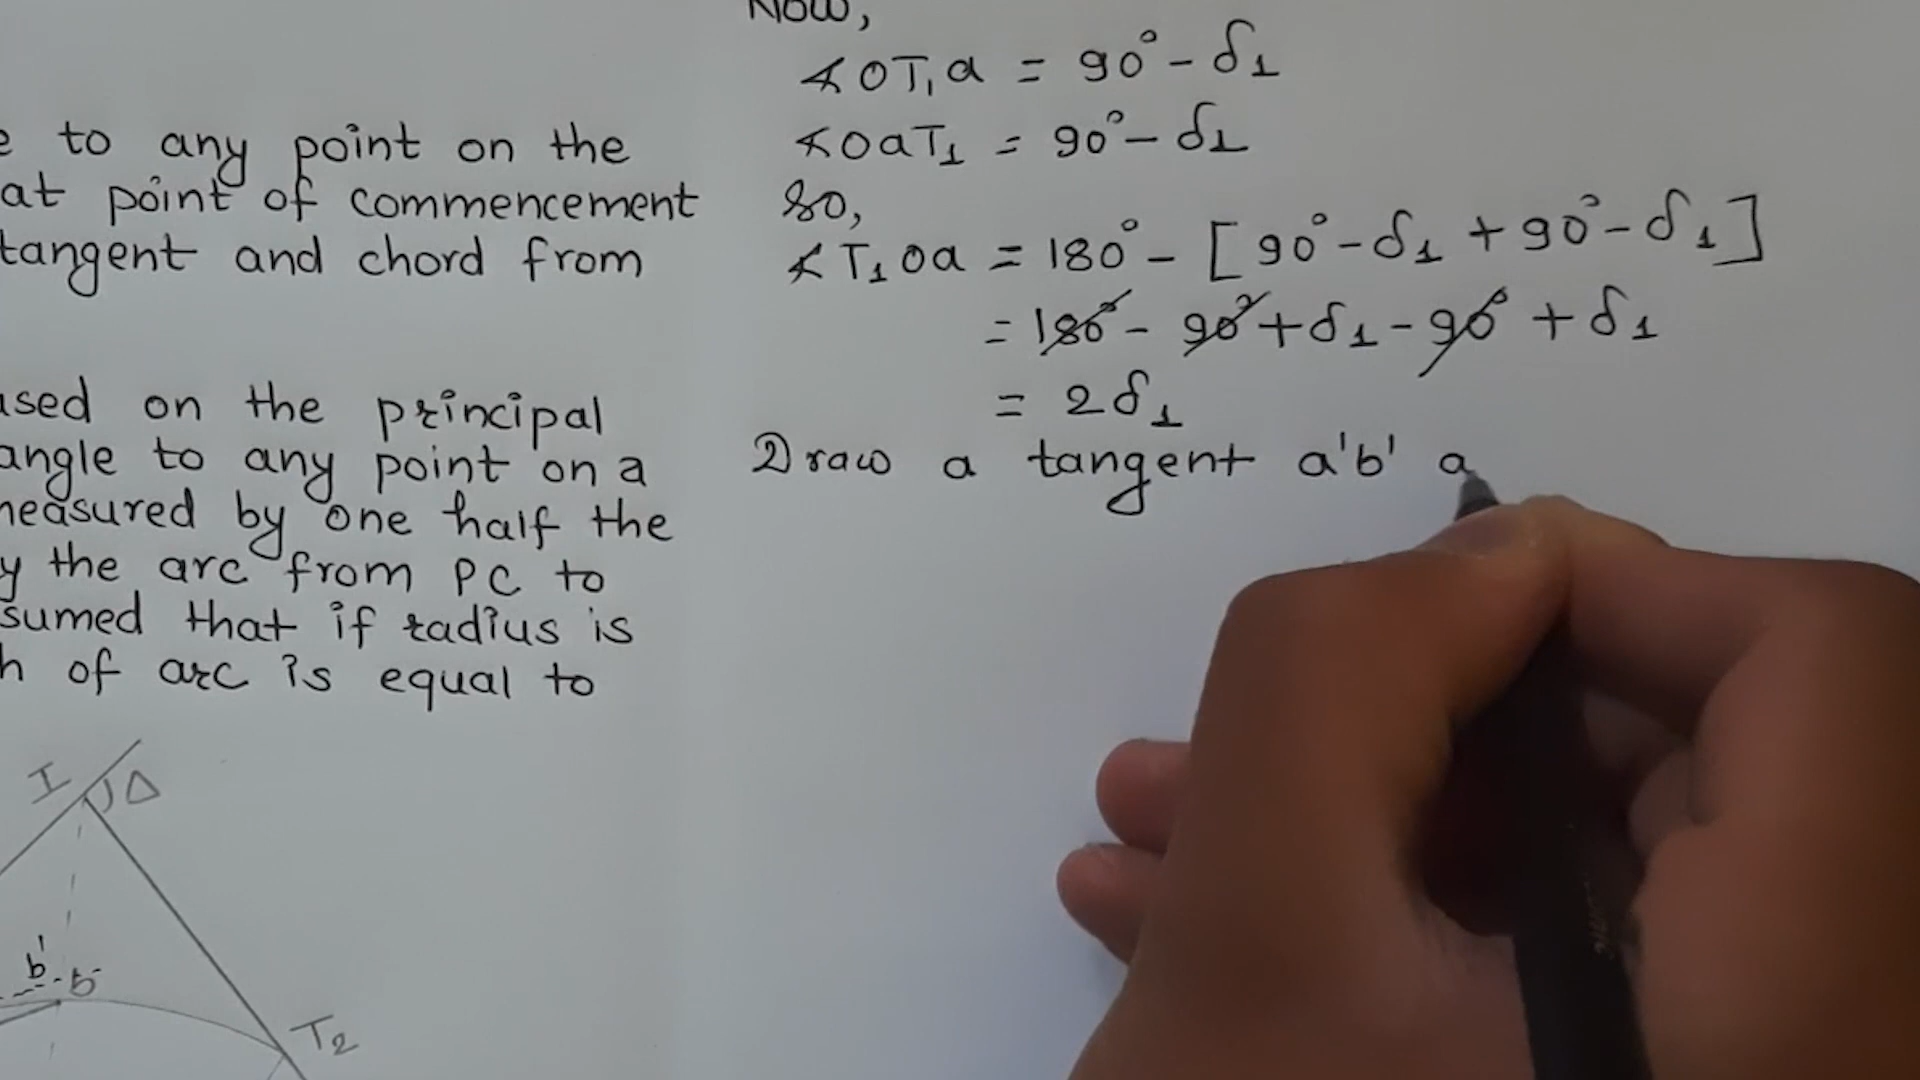 to any point on the
at point of commencement
tangent and chord from
on the principal
angle to any point on a
measured by one half the
the arc from PC to
that if radius is
of arc is equal to
I Δ
b' b
T2
Now,
∡OT1a = 90° - δ1
∡OaT1 = 90° - δ1
So,
∡T1Oa = 180° - [90° - δ1 + 90° - δ1]
= 180° - 90° + δ1 - 90° + δ1
= 2δ1
Draw a tangent a'b' a